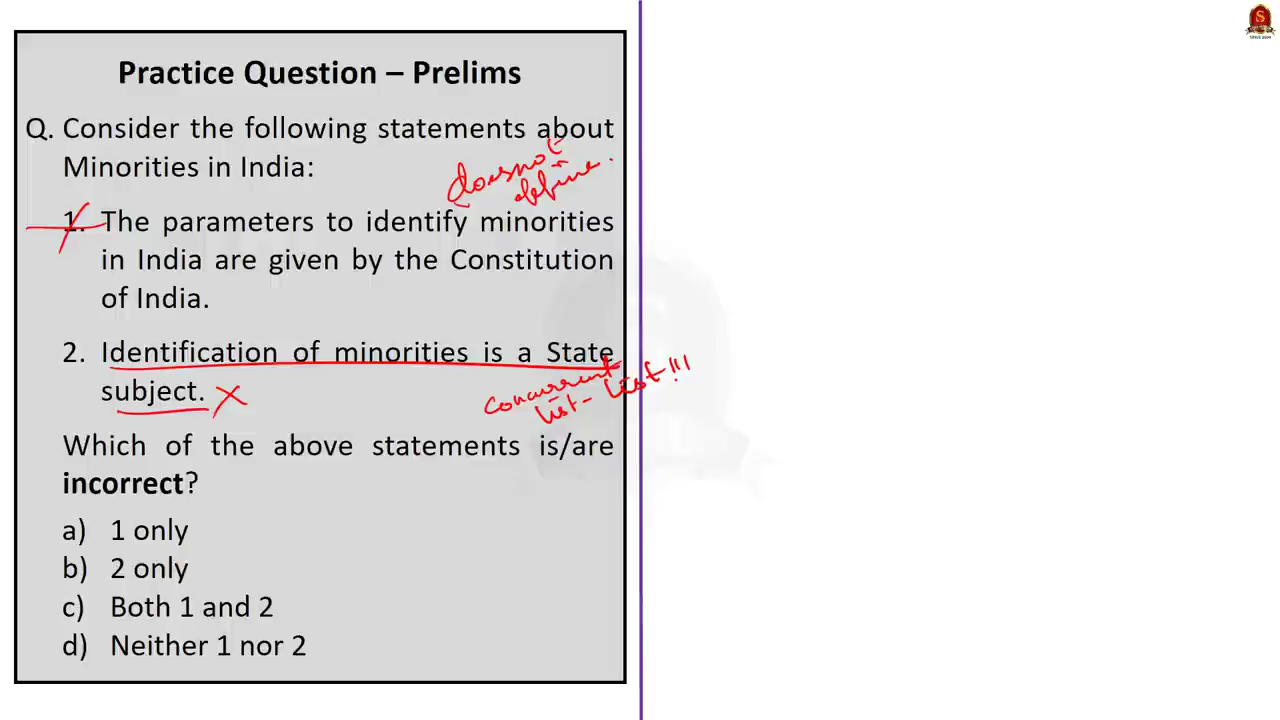 Practice Question – Prelims
Q. Consider the following statements about
Minorities in India:
does not
define.
1. The parameters to identify minorities
in India are given by the Constitution
of India.
2. Identification of minorities is a State
subject. X
concurrent
list - list III
Which of the above statements is/are
incorrect?
a) 1 only
b) 2 only
c) Both 1 and 2
d) Neither 1 nor 2